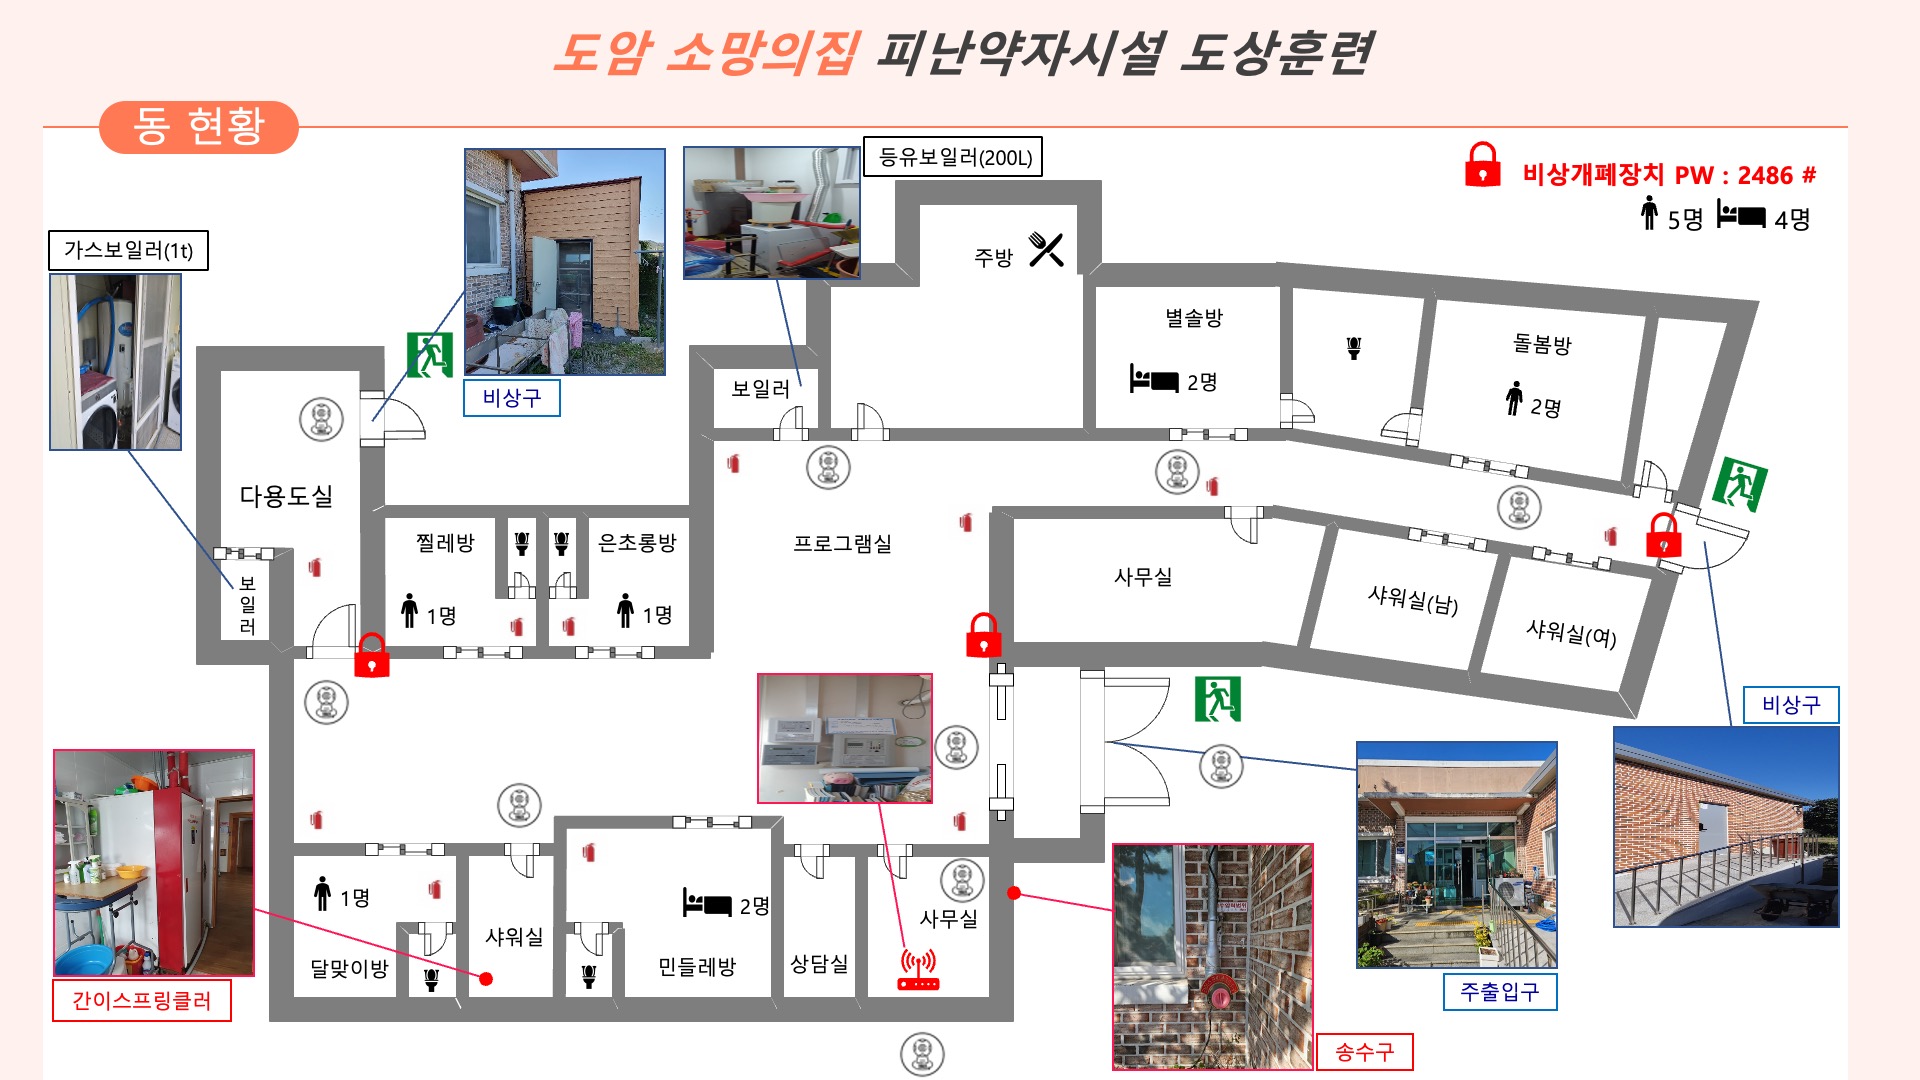 도암 소망의집 피난약자시설 도상훈련
동 현황
등유보일러(200L)
비상개폐장치 PW : 2486 #
5명 4명
가스보일러(1t)
주방
별솔방
2명
돌봄방
2명
비상구
보일러
다용도실
찔레방
1명
은초롱방
1명
프로그램실
보
일
러
사무실
샤워실(남)
샤워실(여)
비상구
1명
달맞이방
샤워실
2명
민들레방
상담실
사무실
간이스프링클러
주출입구
송수구